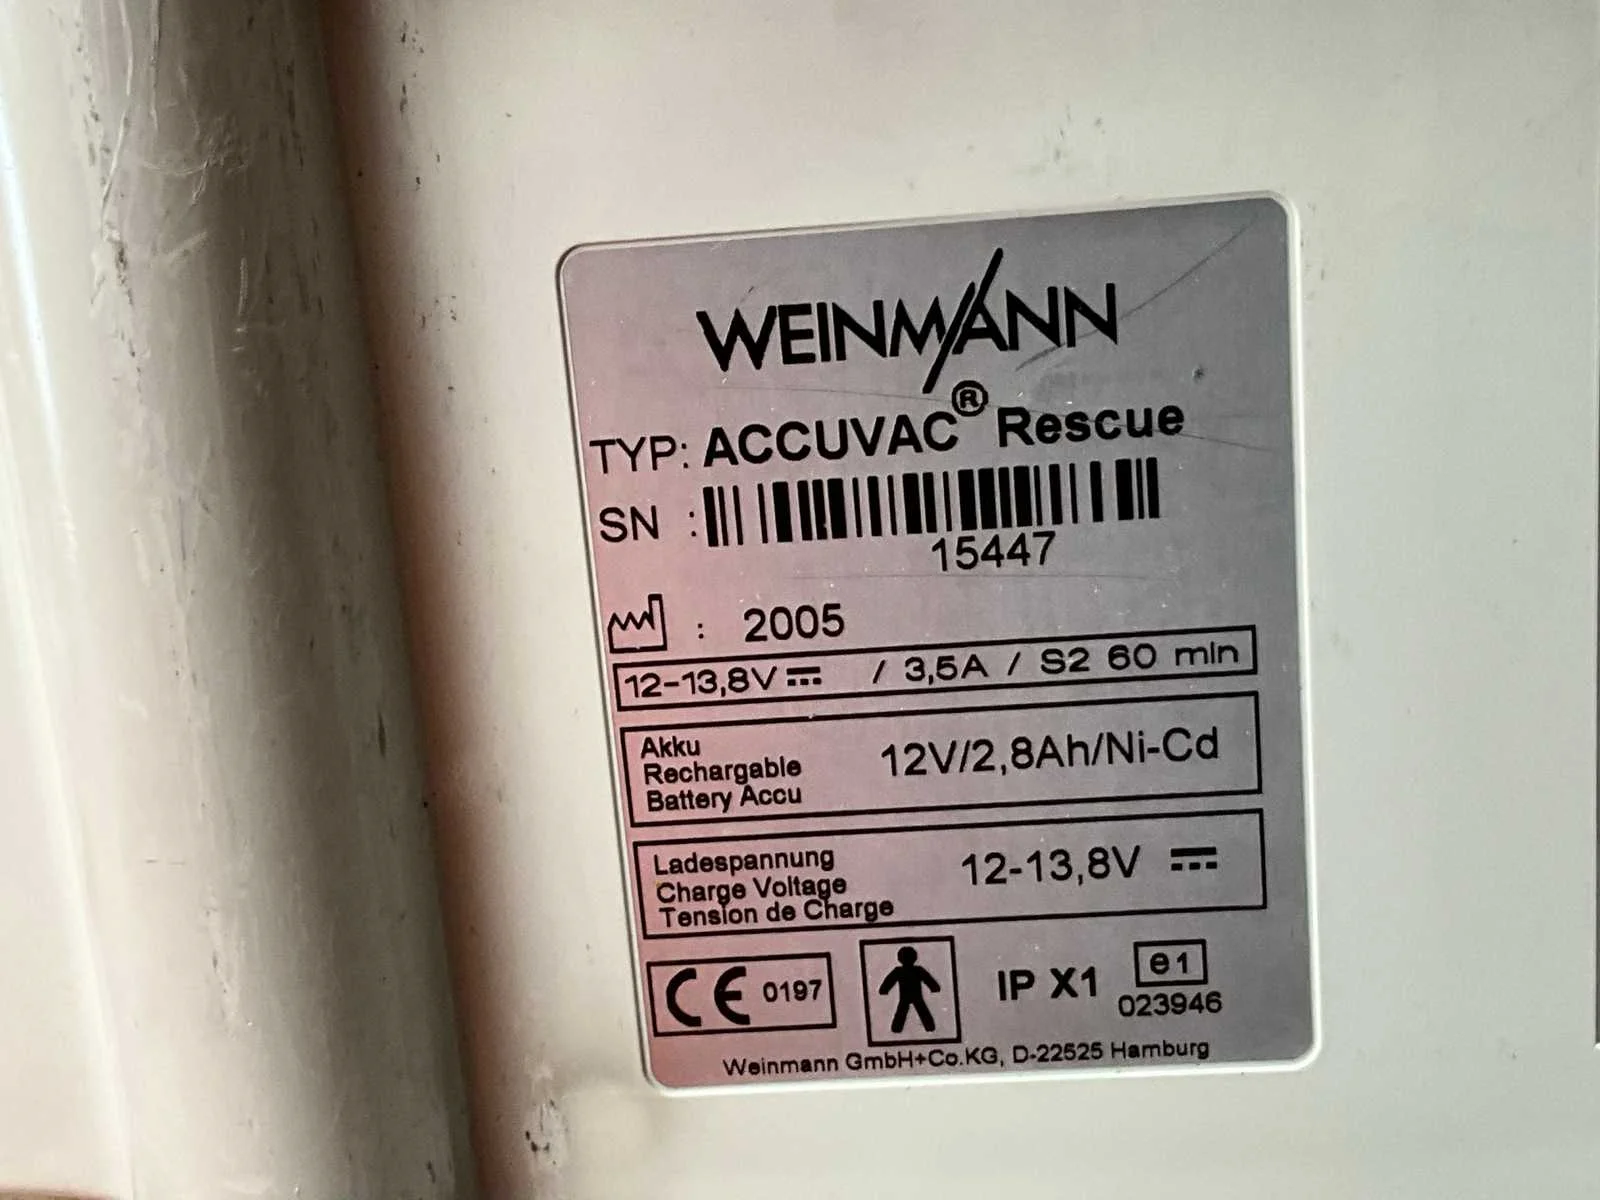 WEINMANN
TYP: ACCUVAC® Rescue
SN :
15447
: 2005
12-13,8V / 3,5A / S2 60 min
Akku
Rechargable
Battery Accu
12V/2,8Ah/Ni-Cd
Ladespannung
Charge Voltage
Tension de Charge
12-13,8V
CE 0197
IP X1
e1
023946
Weinmann GmbH+Co.KG, D-22525 Hamburg